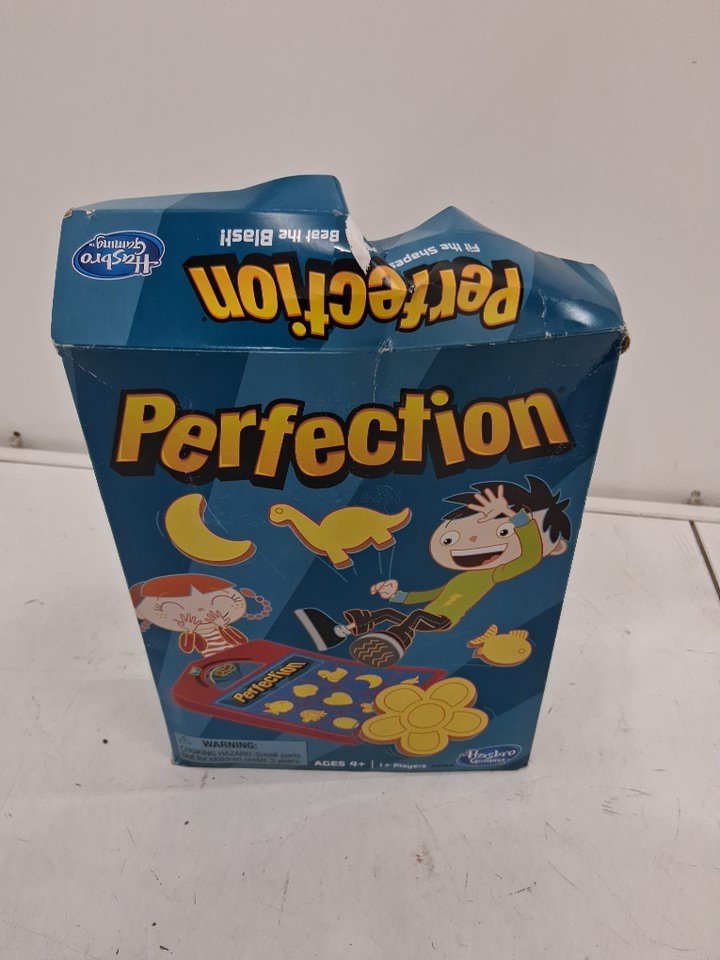 Fit the Shapes
Beat the Blast!
Perfection
Hasbro
Gaming™
Perfection®
Perfection
WARNING:
CHOKING HAZARD-Small parts
Not for children under 3 years.
AGES 4+ | 1+ Players
Hasbro
Gaming